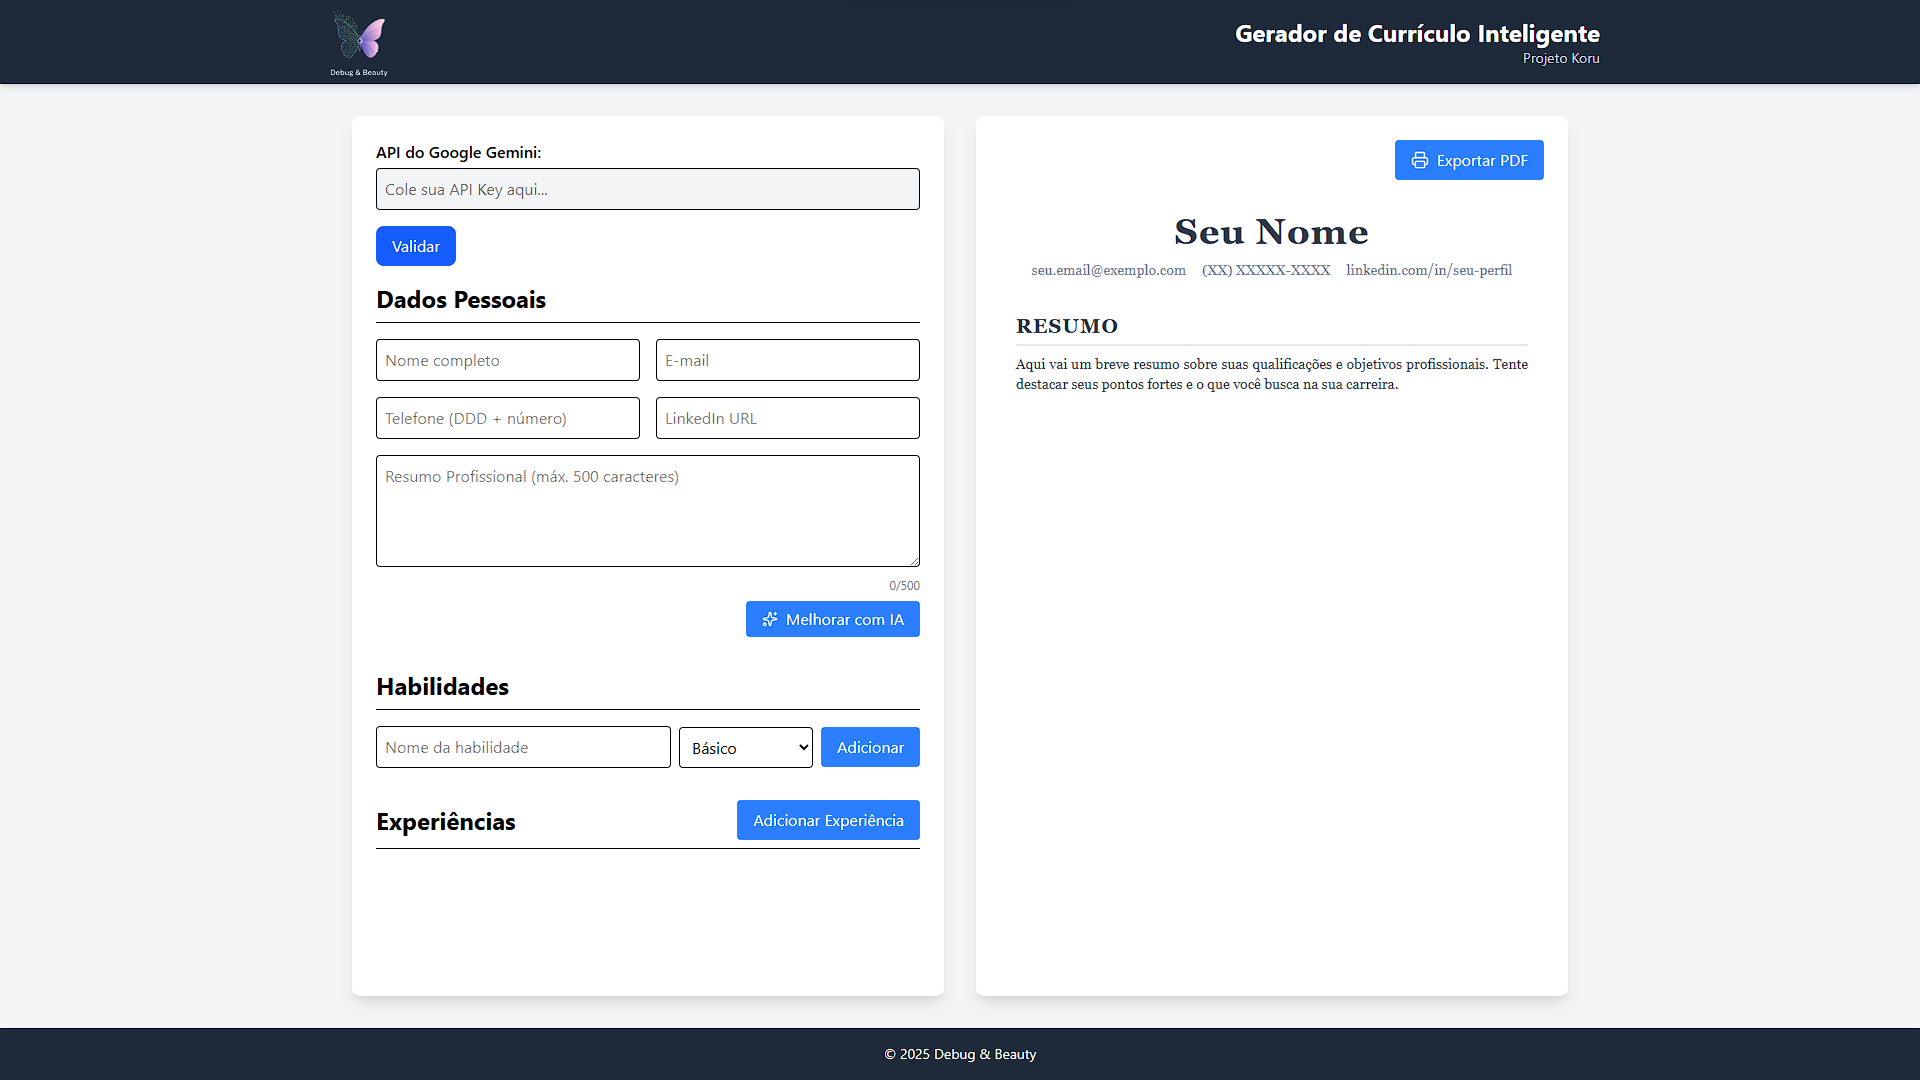 Debug & Beauty
Gerador de Currículo Inteligente
Projeto Koru
API do Google Gemini:
Cole sua API Key aqui...
Validar
Dados Pessoais
Nome completo
E-mail
Telefone (DDD + número)
LinkedIn URL
Resumo Profissional (máx. 500 caracteres)
0/500
Melhorar com IA
Habilidades
Nome da habilidade
Básico
Adicionar
Experiências
Adicionar Experiência
Exportar PDF
Seu Nome
seu.email@exemplo.com (XX) XXXXX-XXXX linkedin.com/in/seu-perfil
RESUMO
Aqui vai um breve resumo sobre suas qualificações e objetivos profissionais. Tente
destacar seus pontos fortes e o que você busca na sua carreira.
© 2025 Debug & Beauty